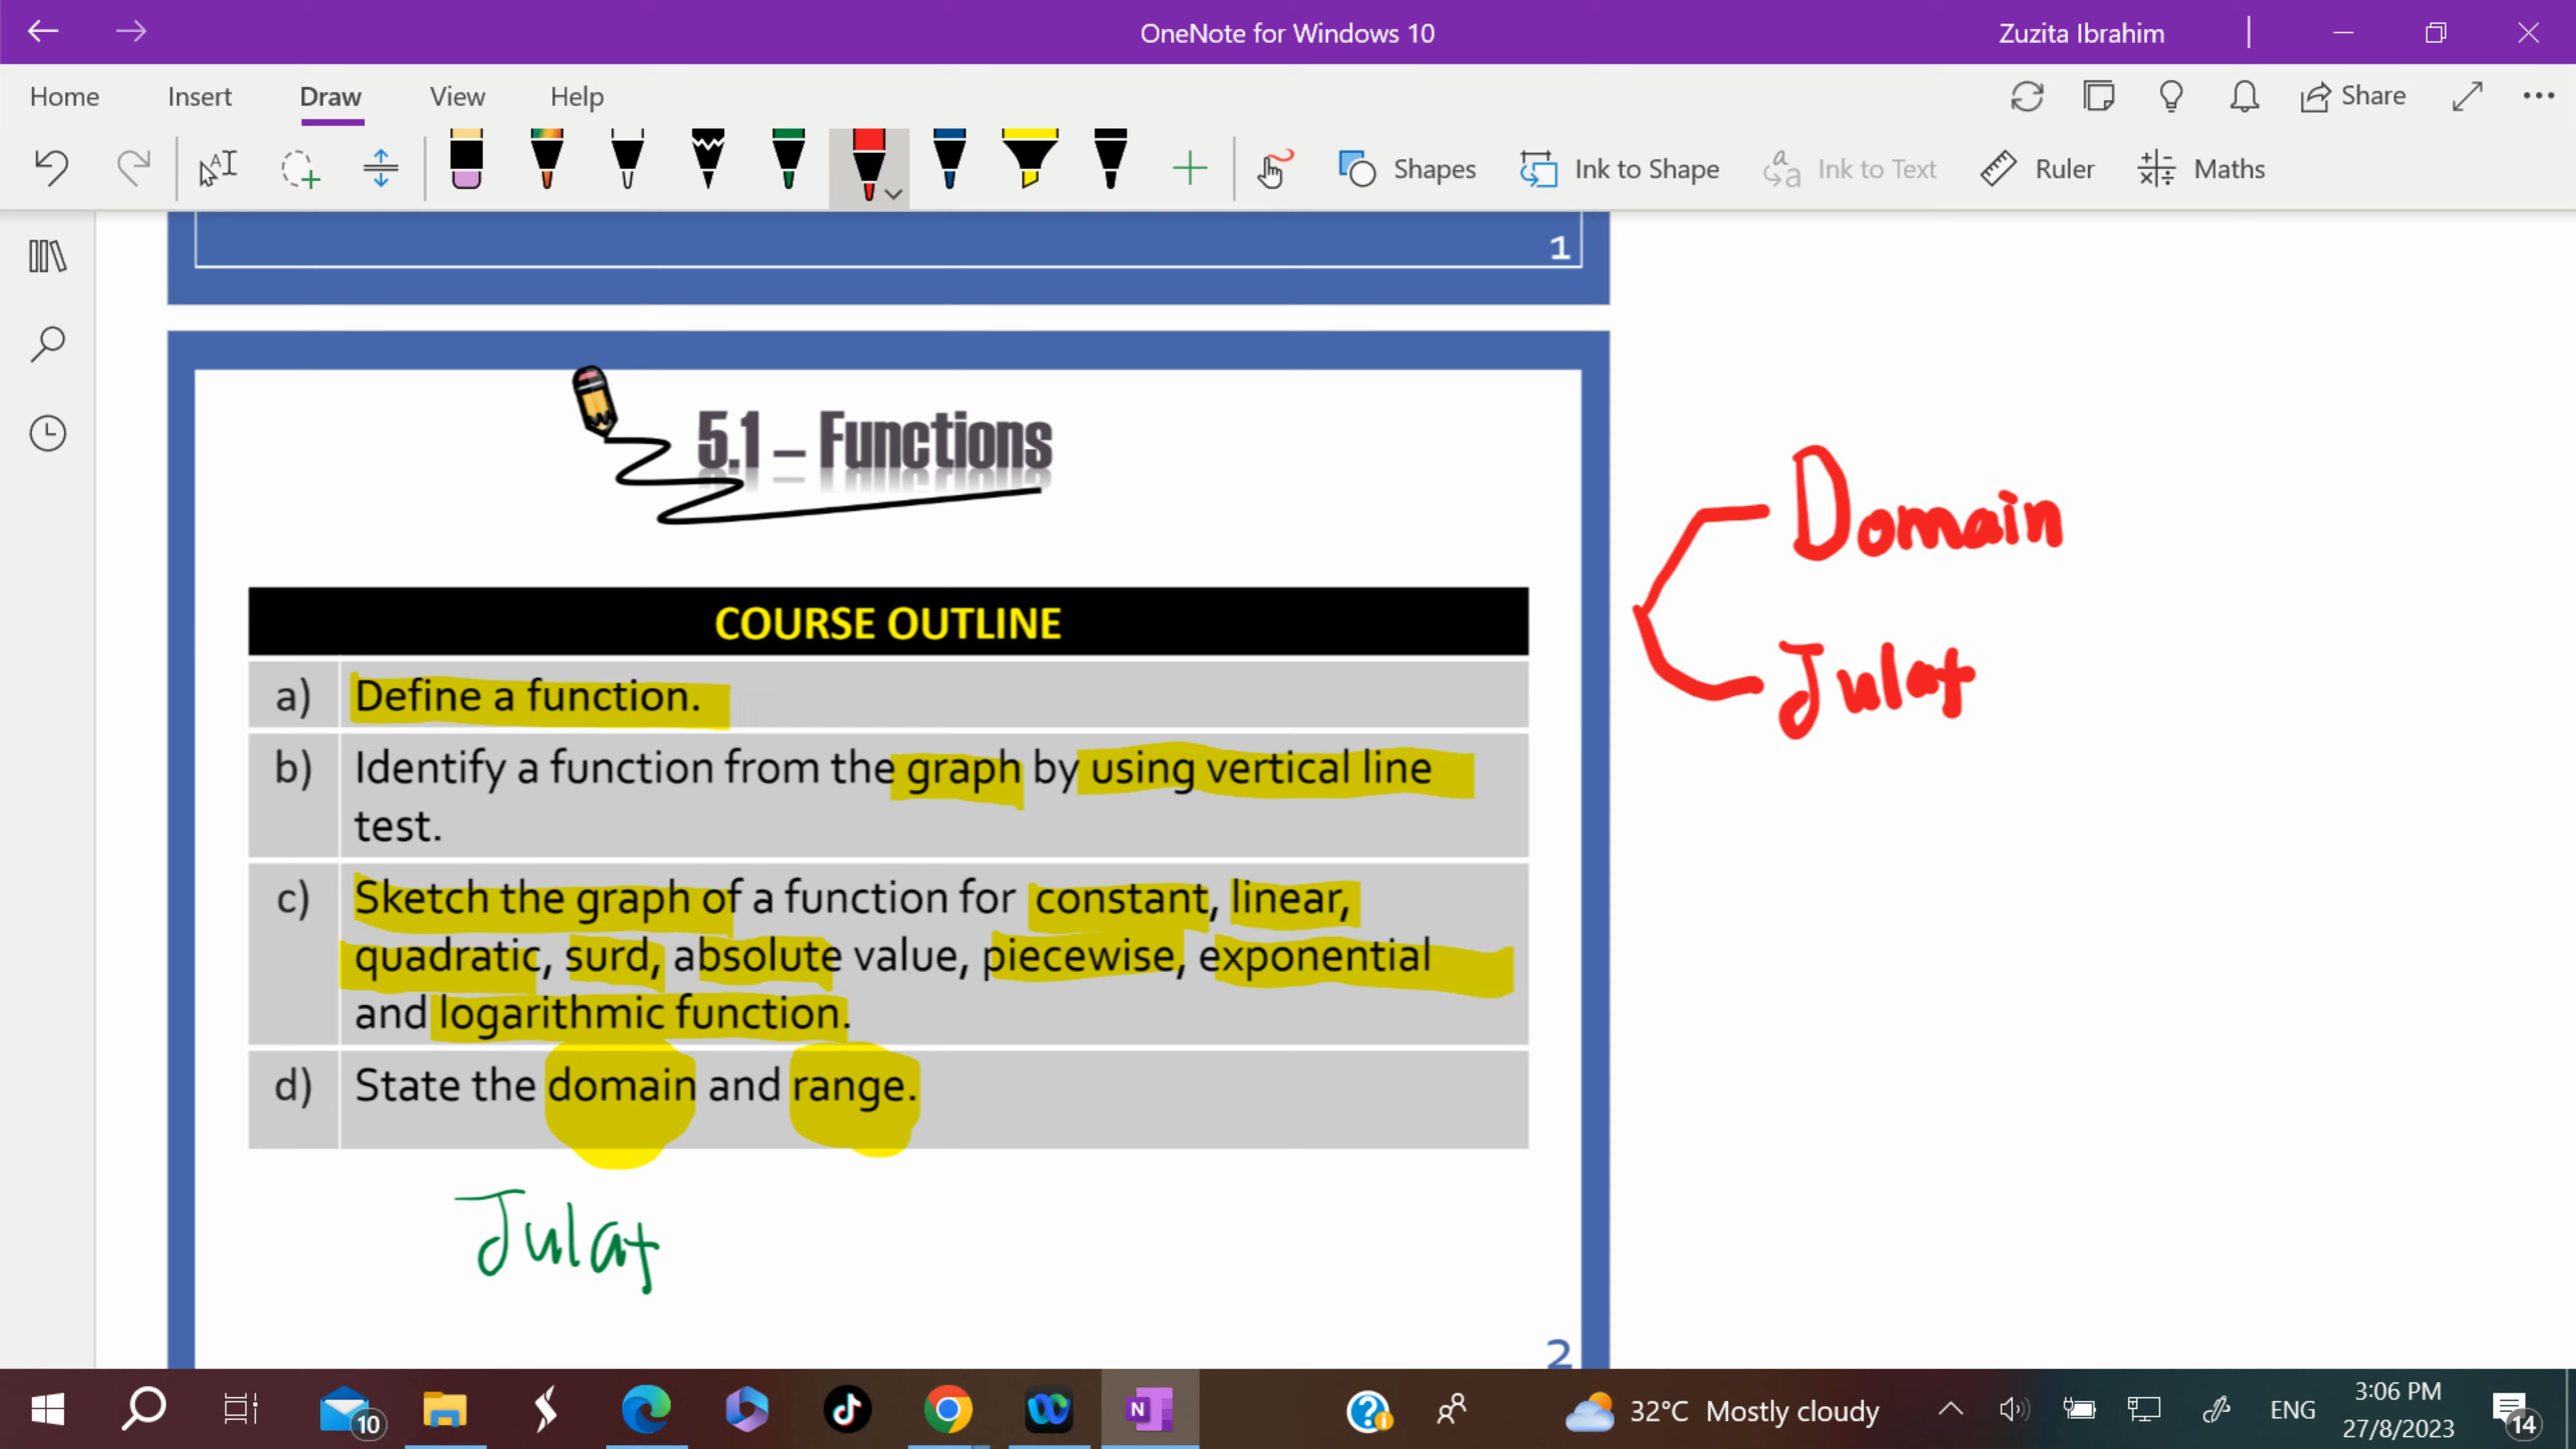 OneNote for Windows 10
Zuzita Ibrahim
Home Insert Draw View Help
Share
Shapes Ink to Shape Ink to Text Ruler Maths
1
5.1 – Functions
Domain
Julat
COURSE OUTLINE
a) Define a function.
b) Identify a function from the graph by using vertical line
test.
c) Sketch the graph of a function for constant, linear,
quadratic, surd, absolute value, piecewise, exponential
and logarithmic function.
d) State the domain and range.
Julat
2
10
N
32°C Mostly cloudy
ENG
3:06 PM
27/8/2023
14